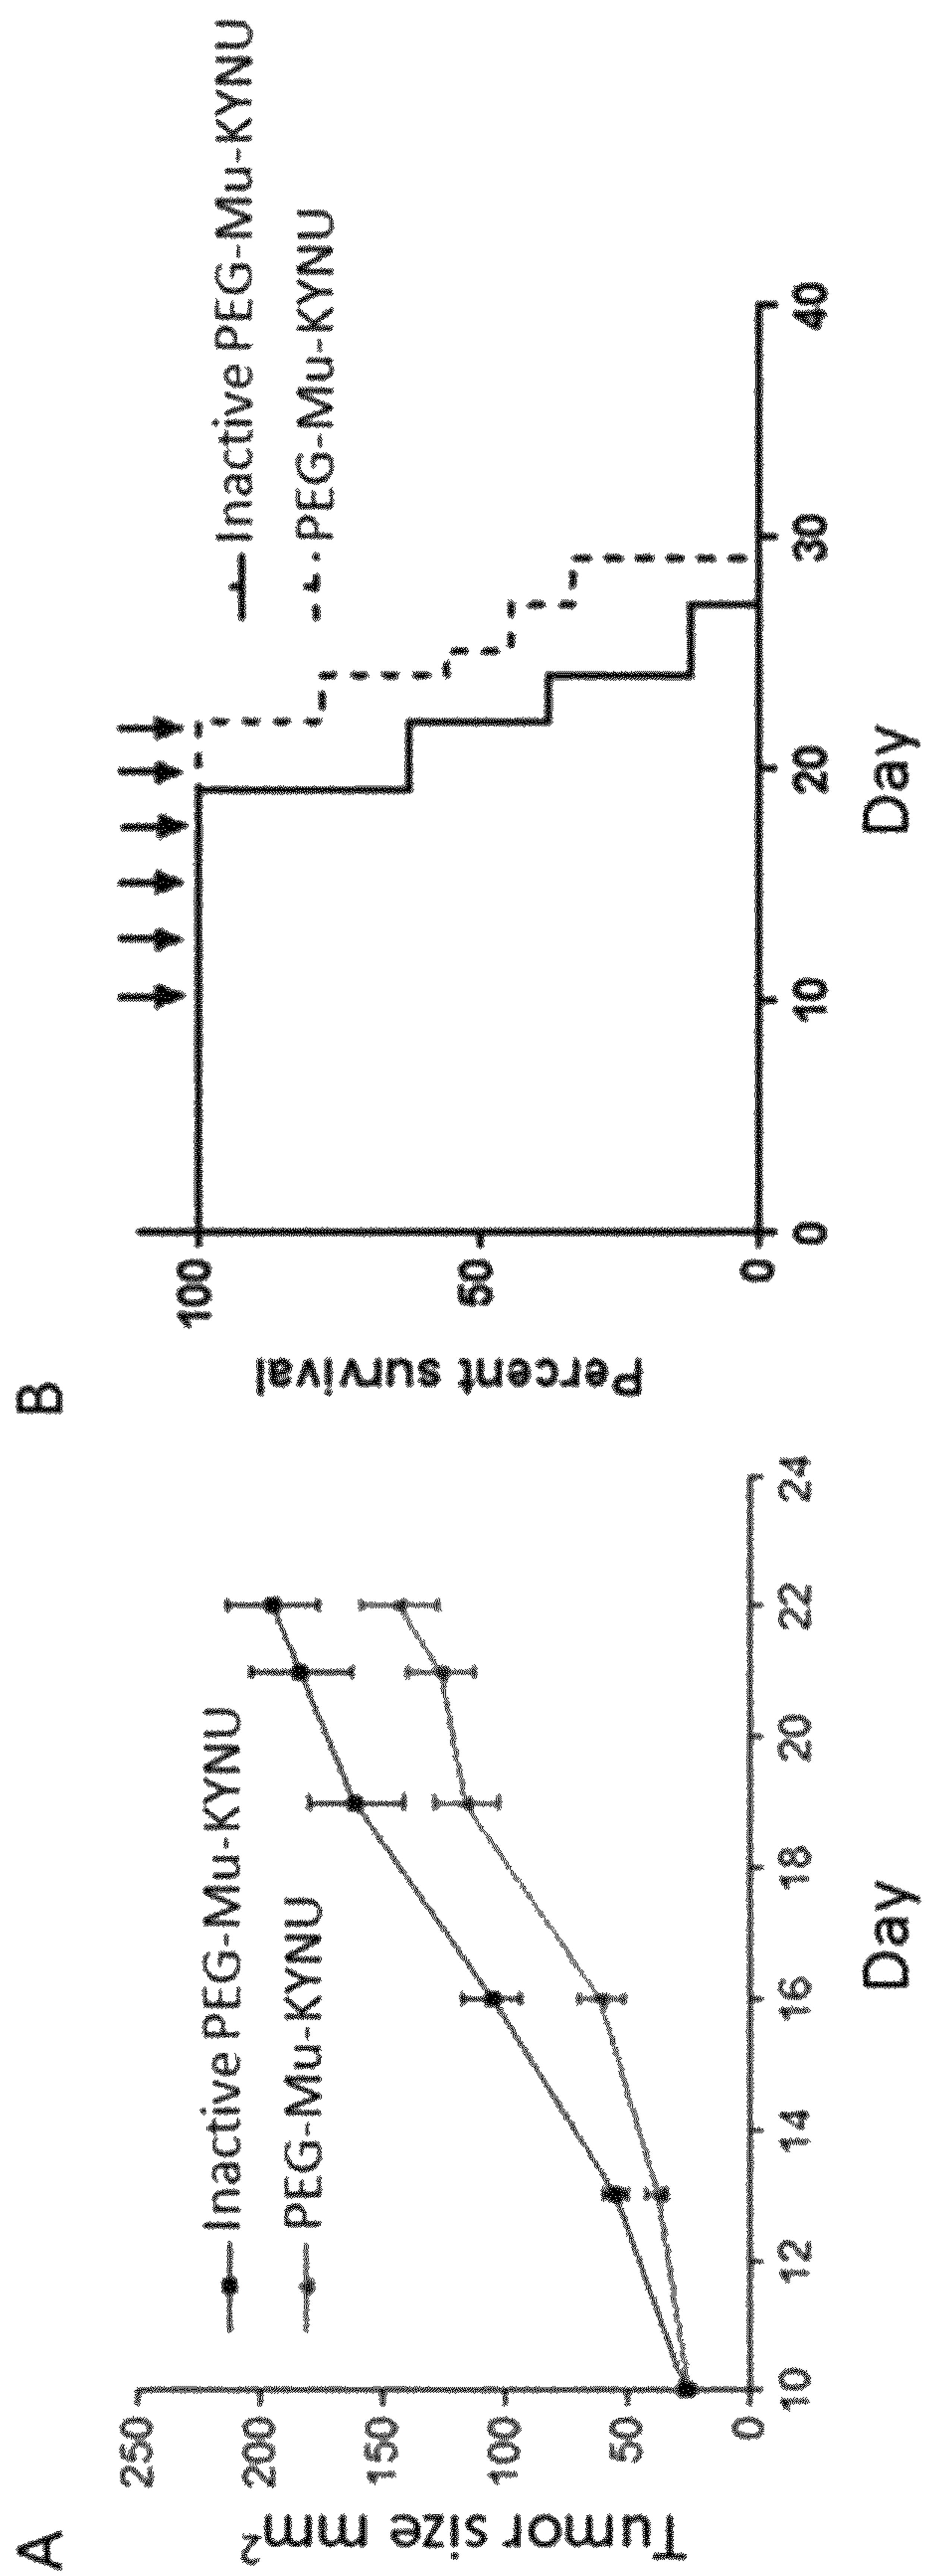 A
Tumor size mm2
250
200
150
100
50
0
Inactive PEG-Mu-KYNU
PEG-Mu-KYNU
10 12 14 16 18 20 22 24
Day
B
Percent survival
100
50
0
Inactive PEG-Mu-KYNU
PEG-Mu-KYNU
0 10 20 30 40
Day